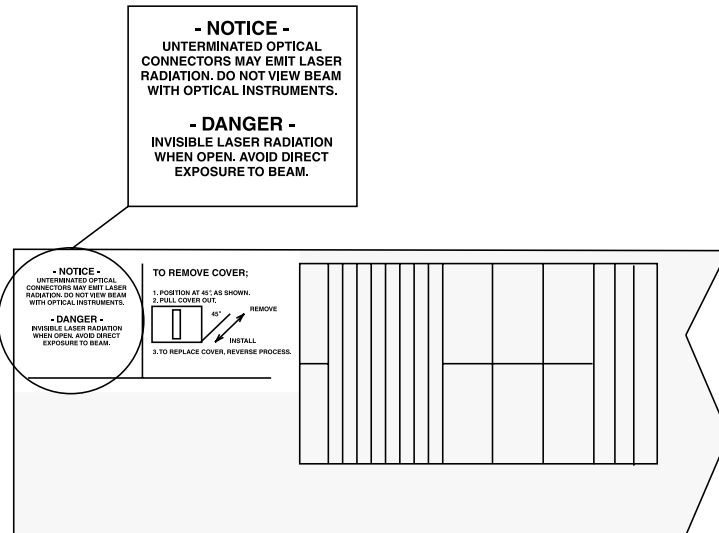 - NOTICE -
UNTERMINATED OPTICAL
CONNECTORS MAY EMIT LASER
RADIATION. DO NOT VIEW BEAM
WITH OPTICAL INSTRUMENTS.
- DANGER -
INVISIBLE LASER RADIATION
WHEN OPEN. AVOID DIRECT
EXPOSURE TO BEAM.
- NOTICE -
UNTERMINATED OPTICAL
CONNECTORS MAY EMIT LASER
RADIATION. DO NOT VIEW BEAM
WITH OPTICAL INSTRUMENTS.
- DANGER -
INVISIBLE LASER RADIATION
WHEN OPEN. AVOID DIRECT
EXPOSURE TO BEAM.
TO REMOVE COVER;
1. POSITION AT 45°, AS SHOWN.
2. PULL COVER OUT.
45°
REMOVE
INSTALL
3. TO REPLACE COVER, REVERSE PROCESS.